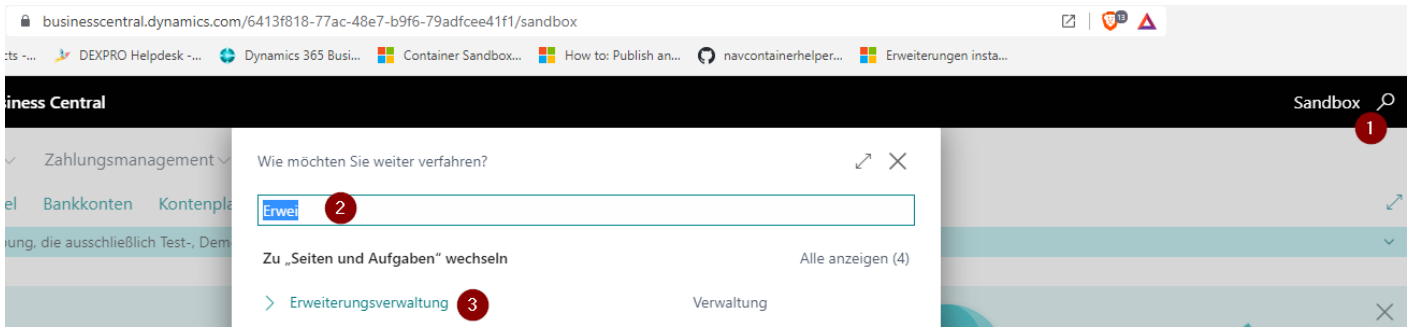 businesscentral.dynamics.com/6413f818-77ac-48e7-b9f6-79adfcee41f1/sandbox 13
cts -... DEXPRO Helpdesk -... Dynamics 365 Busi... Container Sandbox... How to: Publish an... navcontainerhelper... Erweiterungen insta...
iness Central Sandbox
1
Zahlungsmanagement Wie möchten Sie weiter verfahren?
el Bankkonten Kontenpla Erwei 2
bung, die ausschließlich Test-, Dem
Zu „Seiten und Aufgaben“ wechseln Alle anzeigen (4)
Erweiterungsverwaltung 3 Verwaltung